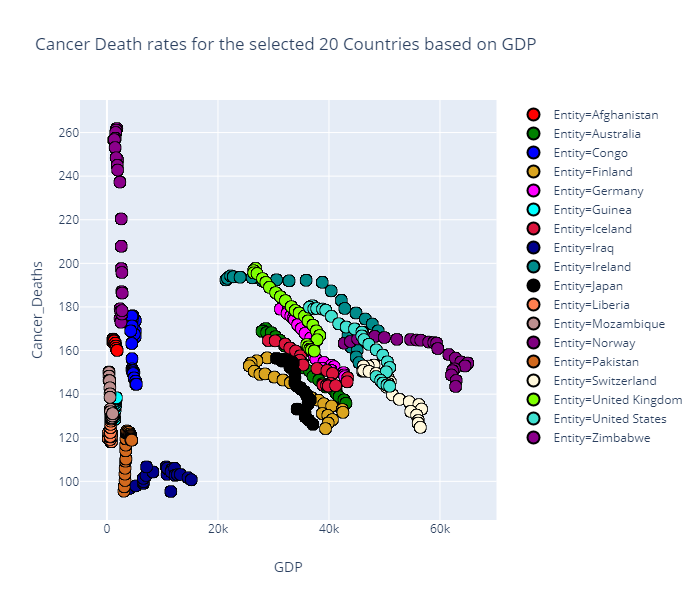 Cancer Death rates for the selected 20 Countries based on GDP
Cancer_Deaths
260
240
220
200
180
160
140
120
100
0
20k
40k
60k
GDP
Entity=Afghanistan
Entity=Australia
Entity=Congo
Entity=Finland
Entity=Germany
Entity=Guinea
Entity=Iceland
Entity=Iraq
Entity=Ireland
Entity=Japan
Entity=Liberia
Entity=Mozambique
Entity=Norway
Entity=Pakistan
Entity=Switzerland
Entity=United Kingdom
Entity=United States
Entity=Zimbabwe